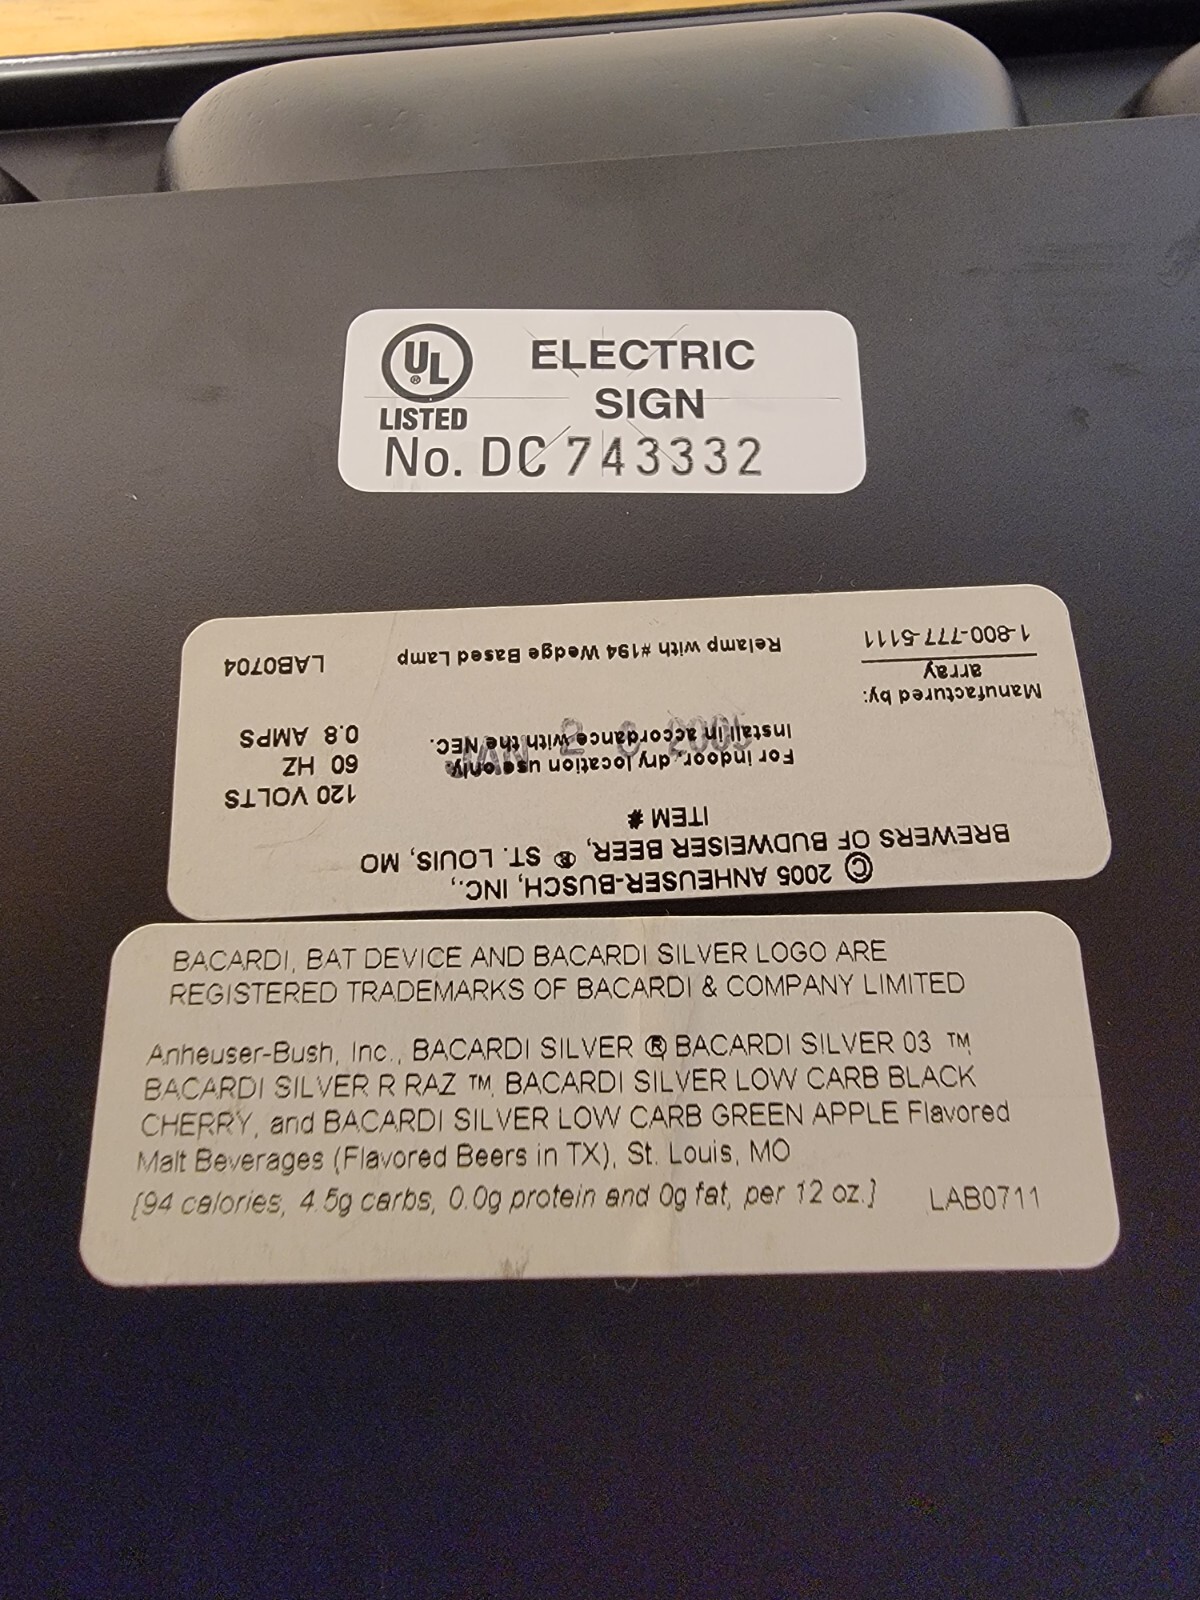 UL
®
LISTED
ELECTRIC
SIGN
No. DC 743332
© 2005 ANHEUSER-BUSCH, INC.,
BREWERS OF BUDWEISER BEER, ® ST. LOUIS, MO
ITEM #
120 VOLTS
60 HZ
0.8 AMPS
For indoor, dry location use only.
Install in accordance with the NEC.
JAN 2 6 2005
Manufactured by:
array
1-800-777-5111
Relamp with #194 Wedge Based Lamp
LAB0704
BACARDI, BAT DEVICE AND BACARDI SILVER LOGO ARE
REGISTERED TRADEMARKS OF BACARDI & COMPANY LIMITED
Anheuser-Bush, Inc., BACARDI SILVER ® BACARDI SILVER 03 ™
BACARDI SILVER R RAZ ™, BACARDI SILVER LOW CARB BLACK
CHERRY, and BACARDI SILVER LOW CARB GREEN APPLE Flavored
Malt Beverages (Flavored Beers in TX), St. Louis, MO
[94 calories, 4.5g carbs, 0.0g protein and 0g fat, per 12 oz.] LAB0711